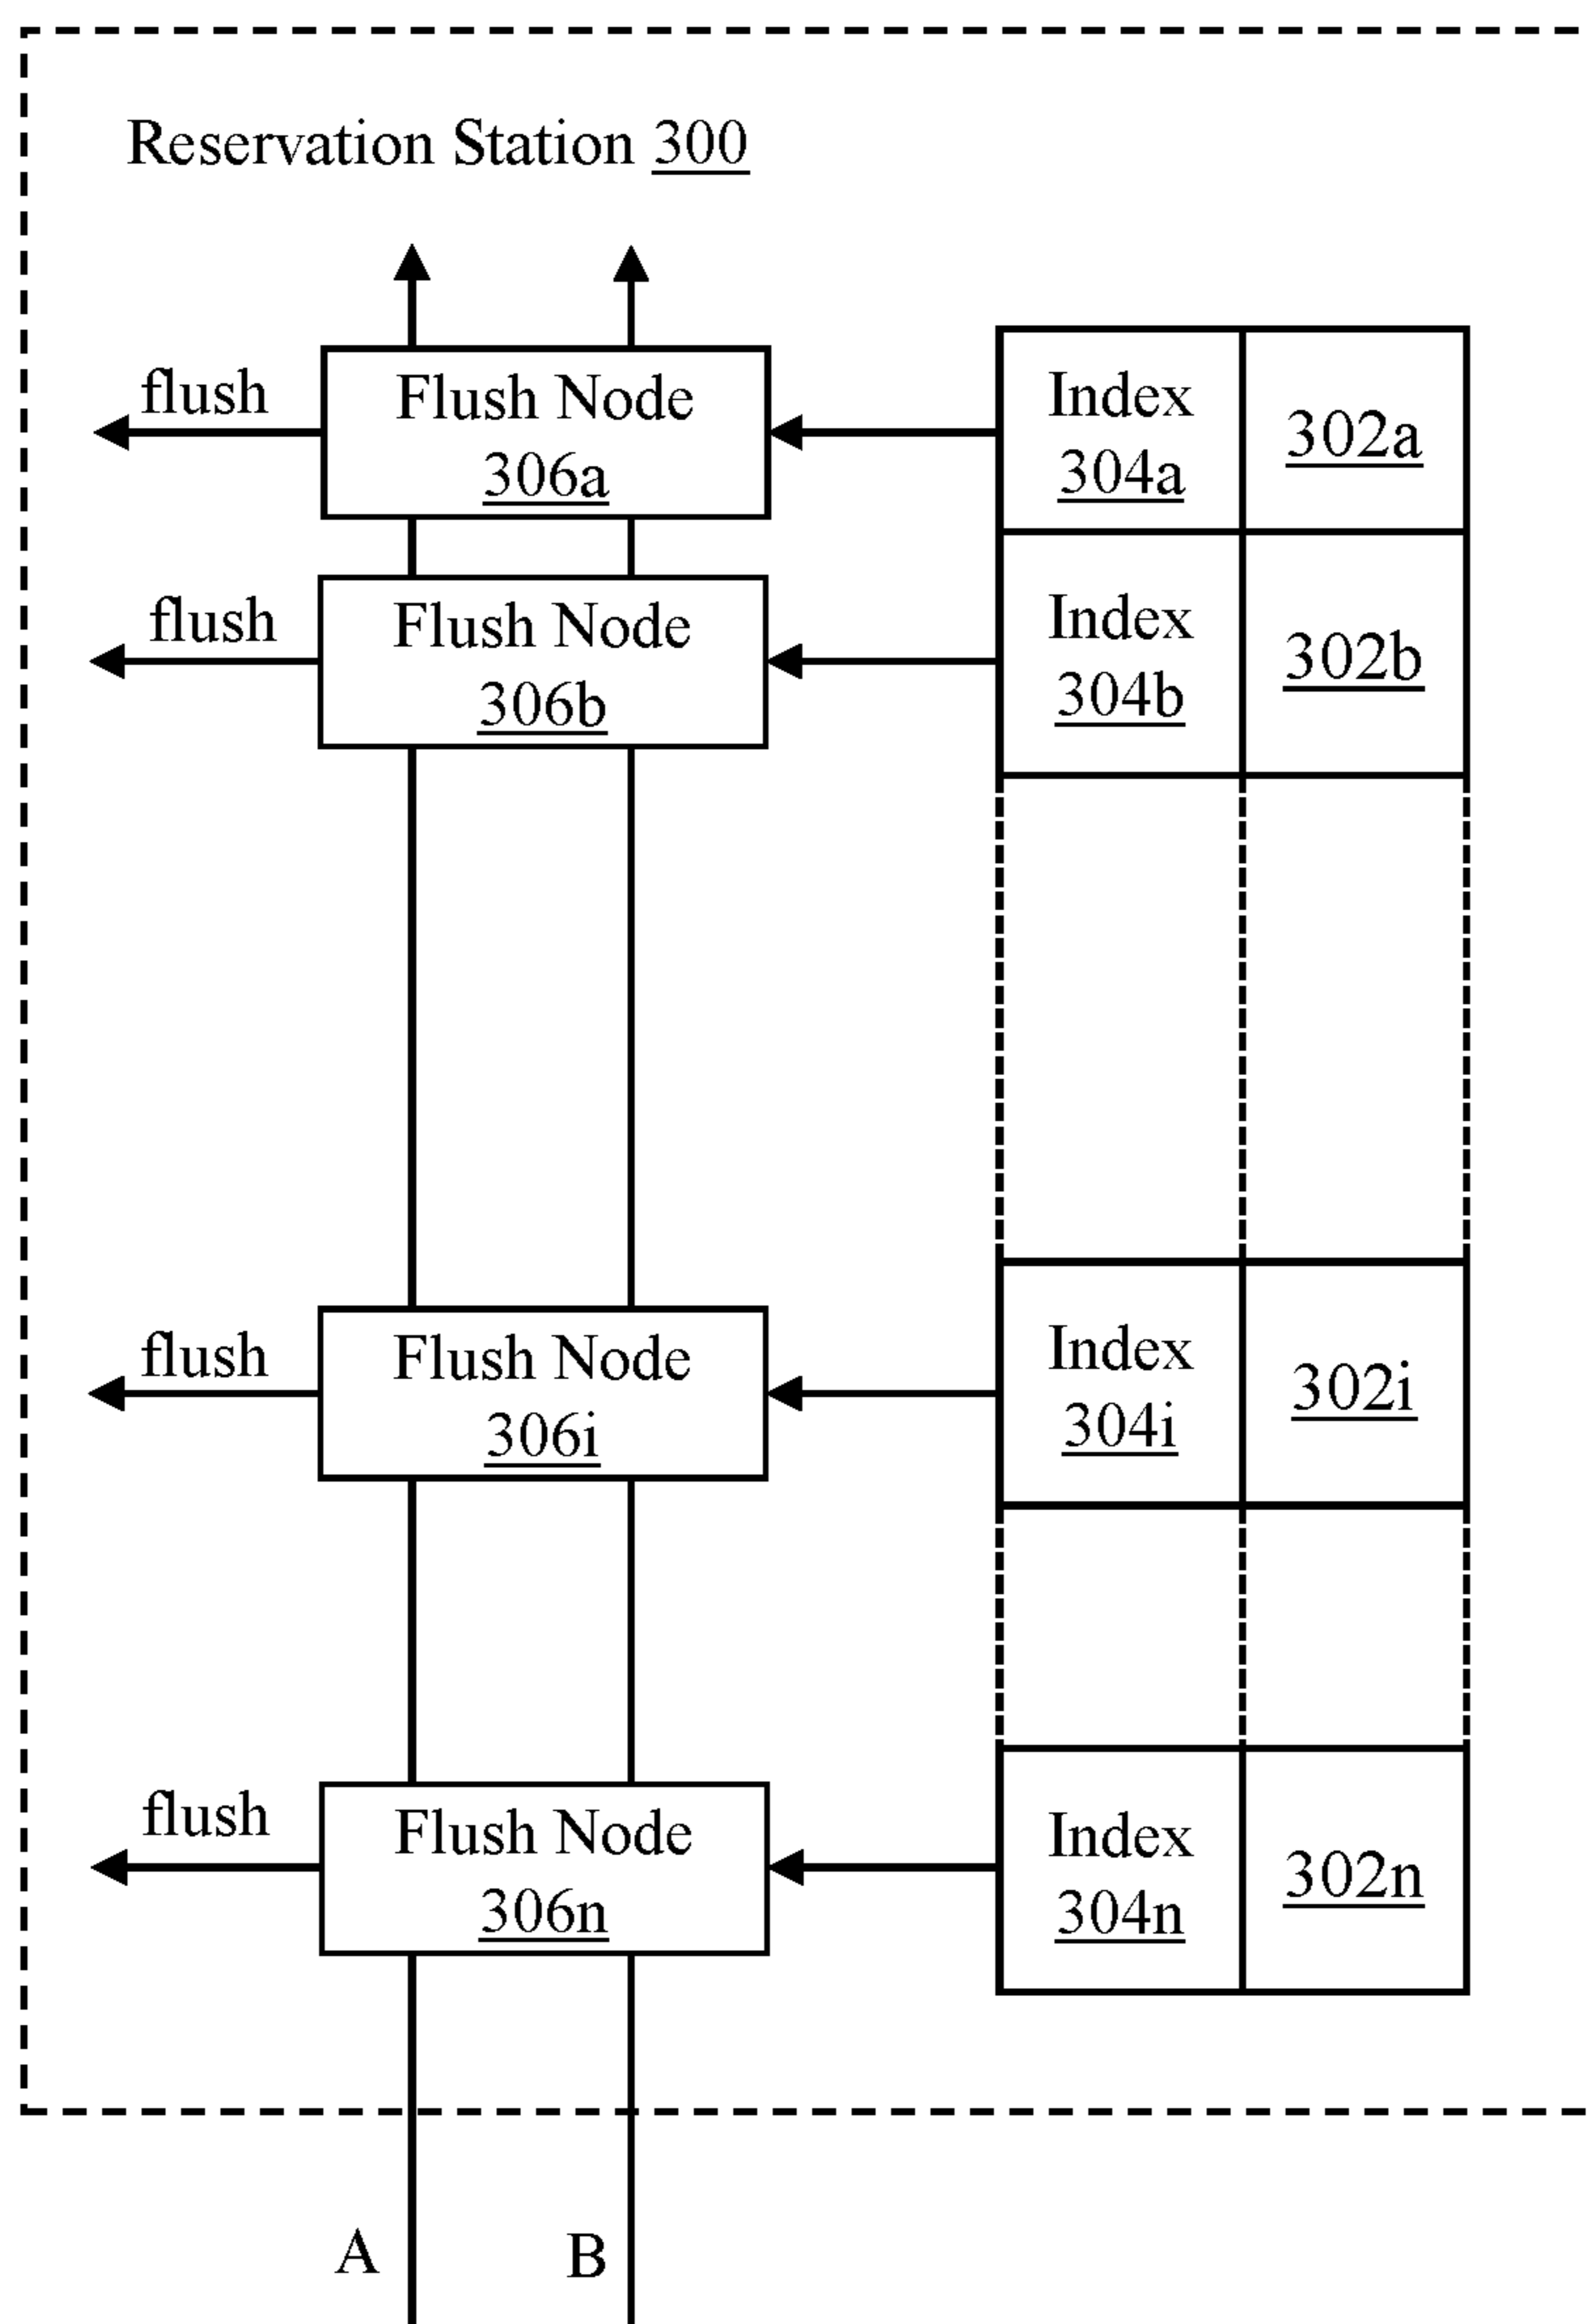 Reservation Station 300
flush
Flush Node
306a
Index
304a
302a
flush
Flush Node
306b
Index
304b
302b
flush
Flush Node
306i
Index
304i
302i
flush
Flush Node
306n
Index
304n
302n
A
B